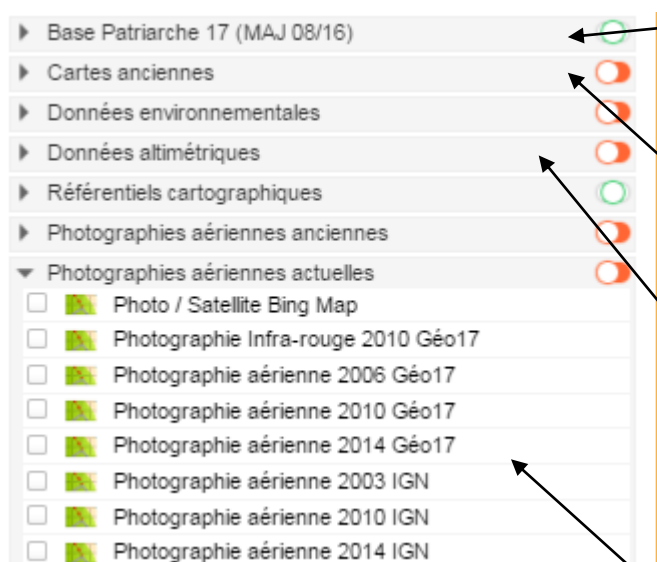 Base Patriarche 17 (MAJ 08/16)
Cartes anciennes
Données environnementales
Données altimétriques
Référentiels cartographiques
Photographies aériennes anciennes
Photographies aériennes actuelles
Photo / Satellite Bing Map
Photographie Infra-rouge 2010 Géo17
Photographie aérienne 2006 Géo17
Photographie aérienne 2010 Géo17
Photographie aérienne 2014 Géo17
Photographie aérienne 2003 IGN
Photographie aérienne 2010 IGN
Photographie aérienne 2014 IGN